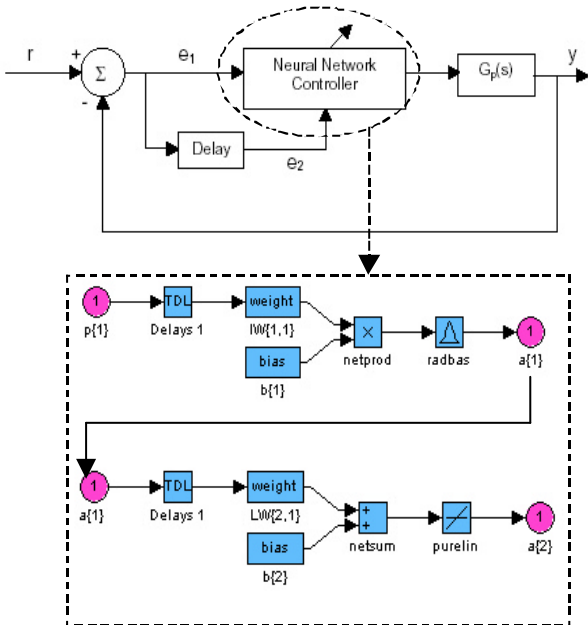 r
+
Σ
-
e1
Neural Network
Controller
Gp(s)
y
Delay
e2
1
TDL
weight
p{1}
Delays 1
IW{1,1}
bias
b{1}
×
netprod
radbas
1
a{1}
1
TDL
weight
a{1}
Delays 1
LW{2,1}
bias
b{2}
+
+
netsum
purelin
1
a{2}